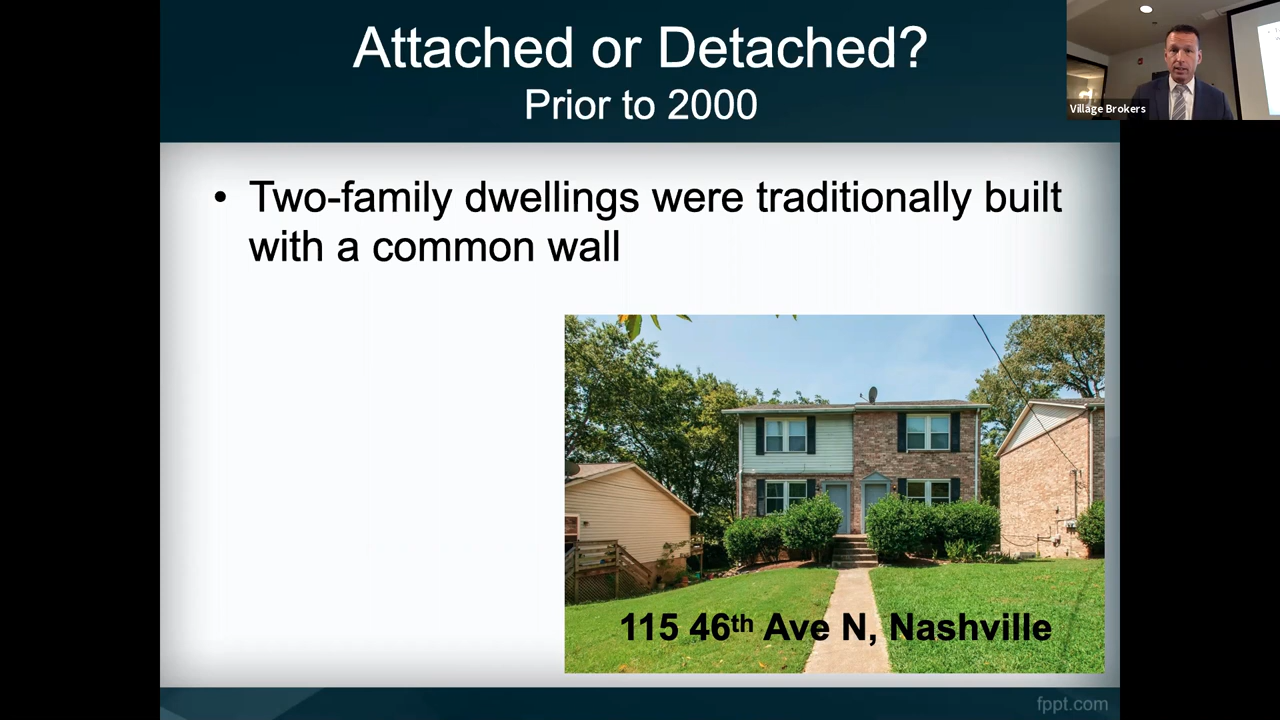 Attached or Detached?
Prior to 2000
Village Brokers
• Two-family dwellings were traditionally built
with a common wall
115 46th Ave N, Nashville
fppt.com